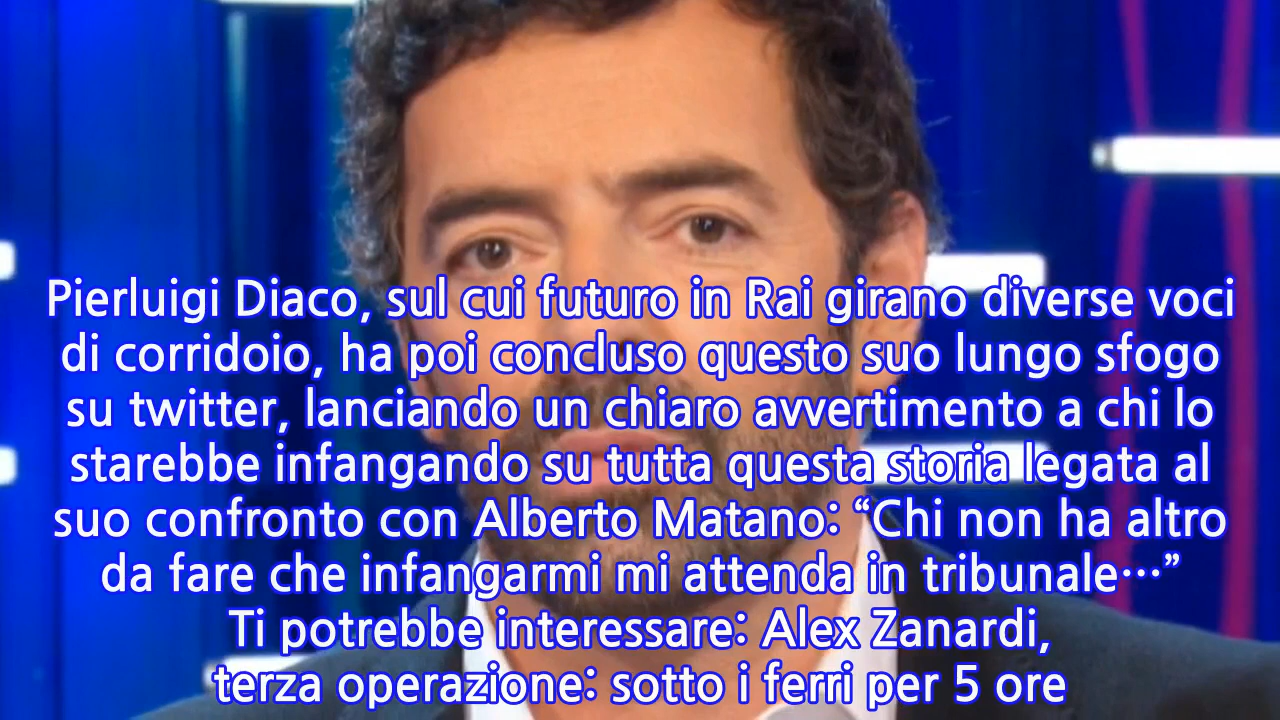 Pierluigi Diaco, sul cui futuro in Rai girano diverse voci
di corridoio, ha poi concluso questo suo lungo sfogo
su twitter, lanciando un chiaro avvertimento a chi lo
starebbe infangando su tutta questa storia legata al
suo confronto con Alberto Matano: “Chi non ha altro
da fare che infangarmi mi attenda in tribunale…”
Ti potrebbe interessare: Alex Zanardi,
terza operazione: sotto i ferri per 5 ore